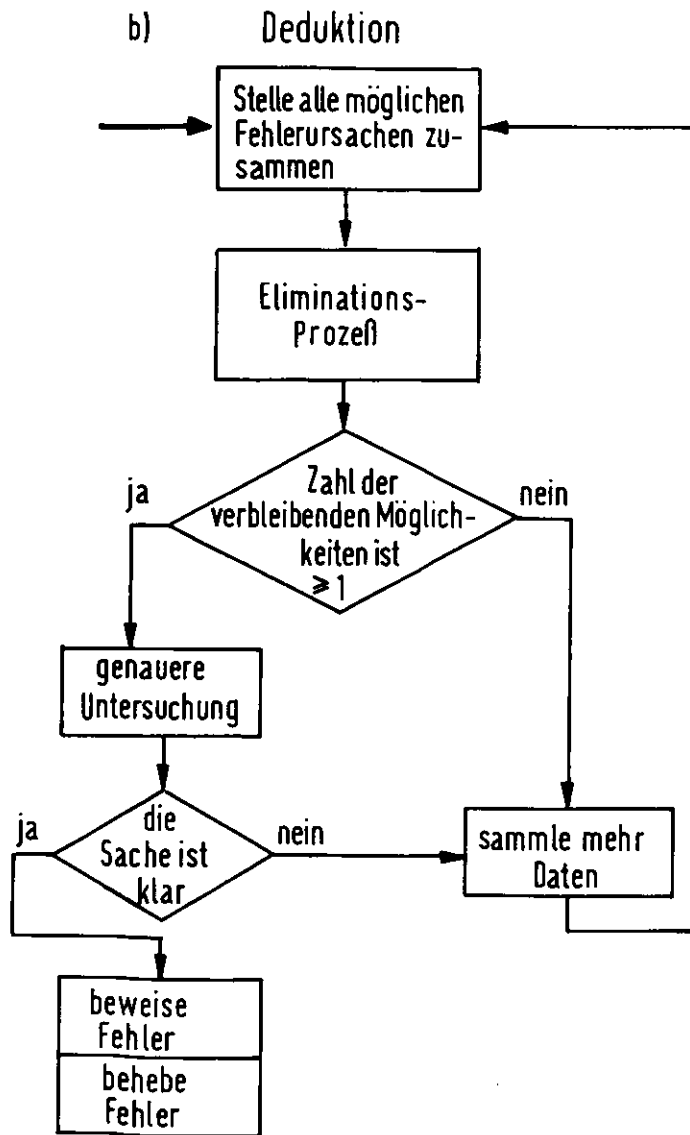 b) Deduktion
Stelle alle möglichen
Fehlerursachen zu-
sammen
Eliminations-
Prozeß
Zahl der
verbleibenden Möglich-
keiten ist
⩾ 1
ja
nein
genauere
Untersuchung
die
Sache ist
klar
ja
nein
sammle mehr
Daten
beweise
Fehler
behebe
Fehler